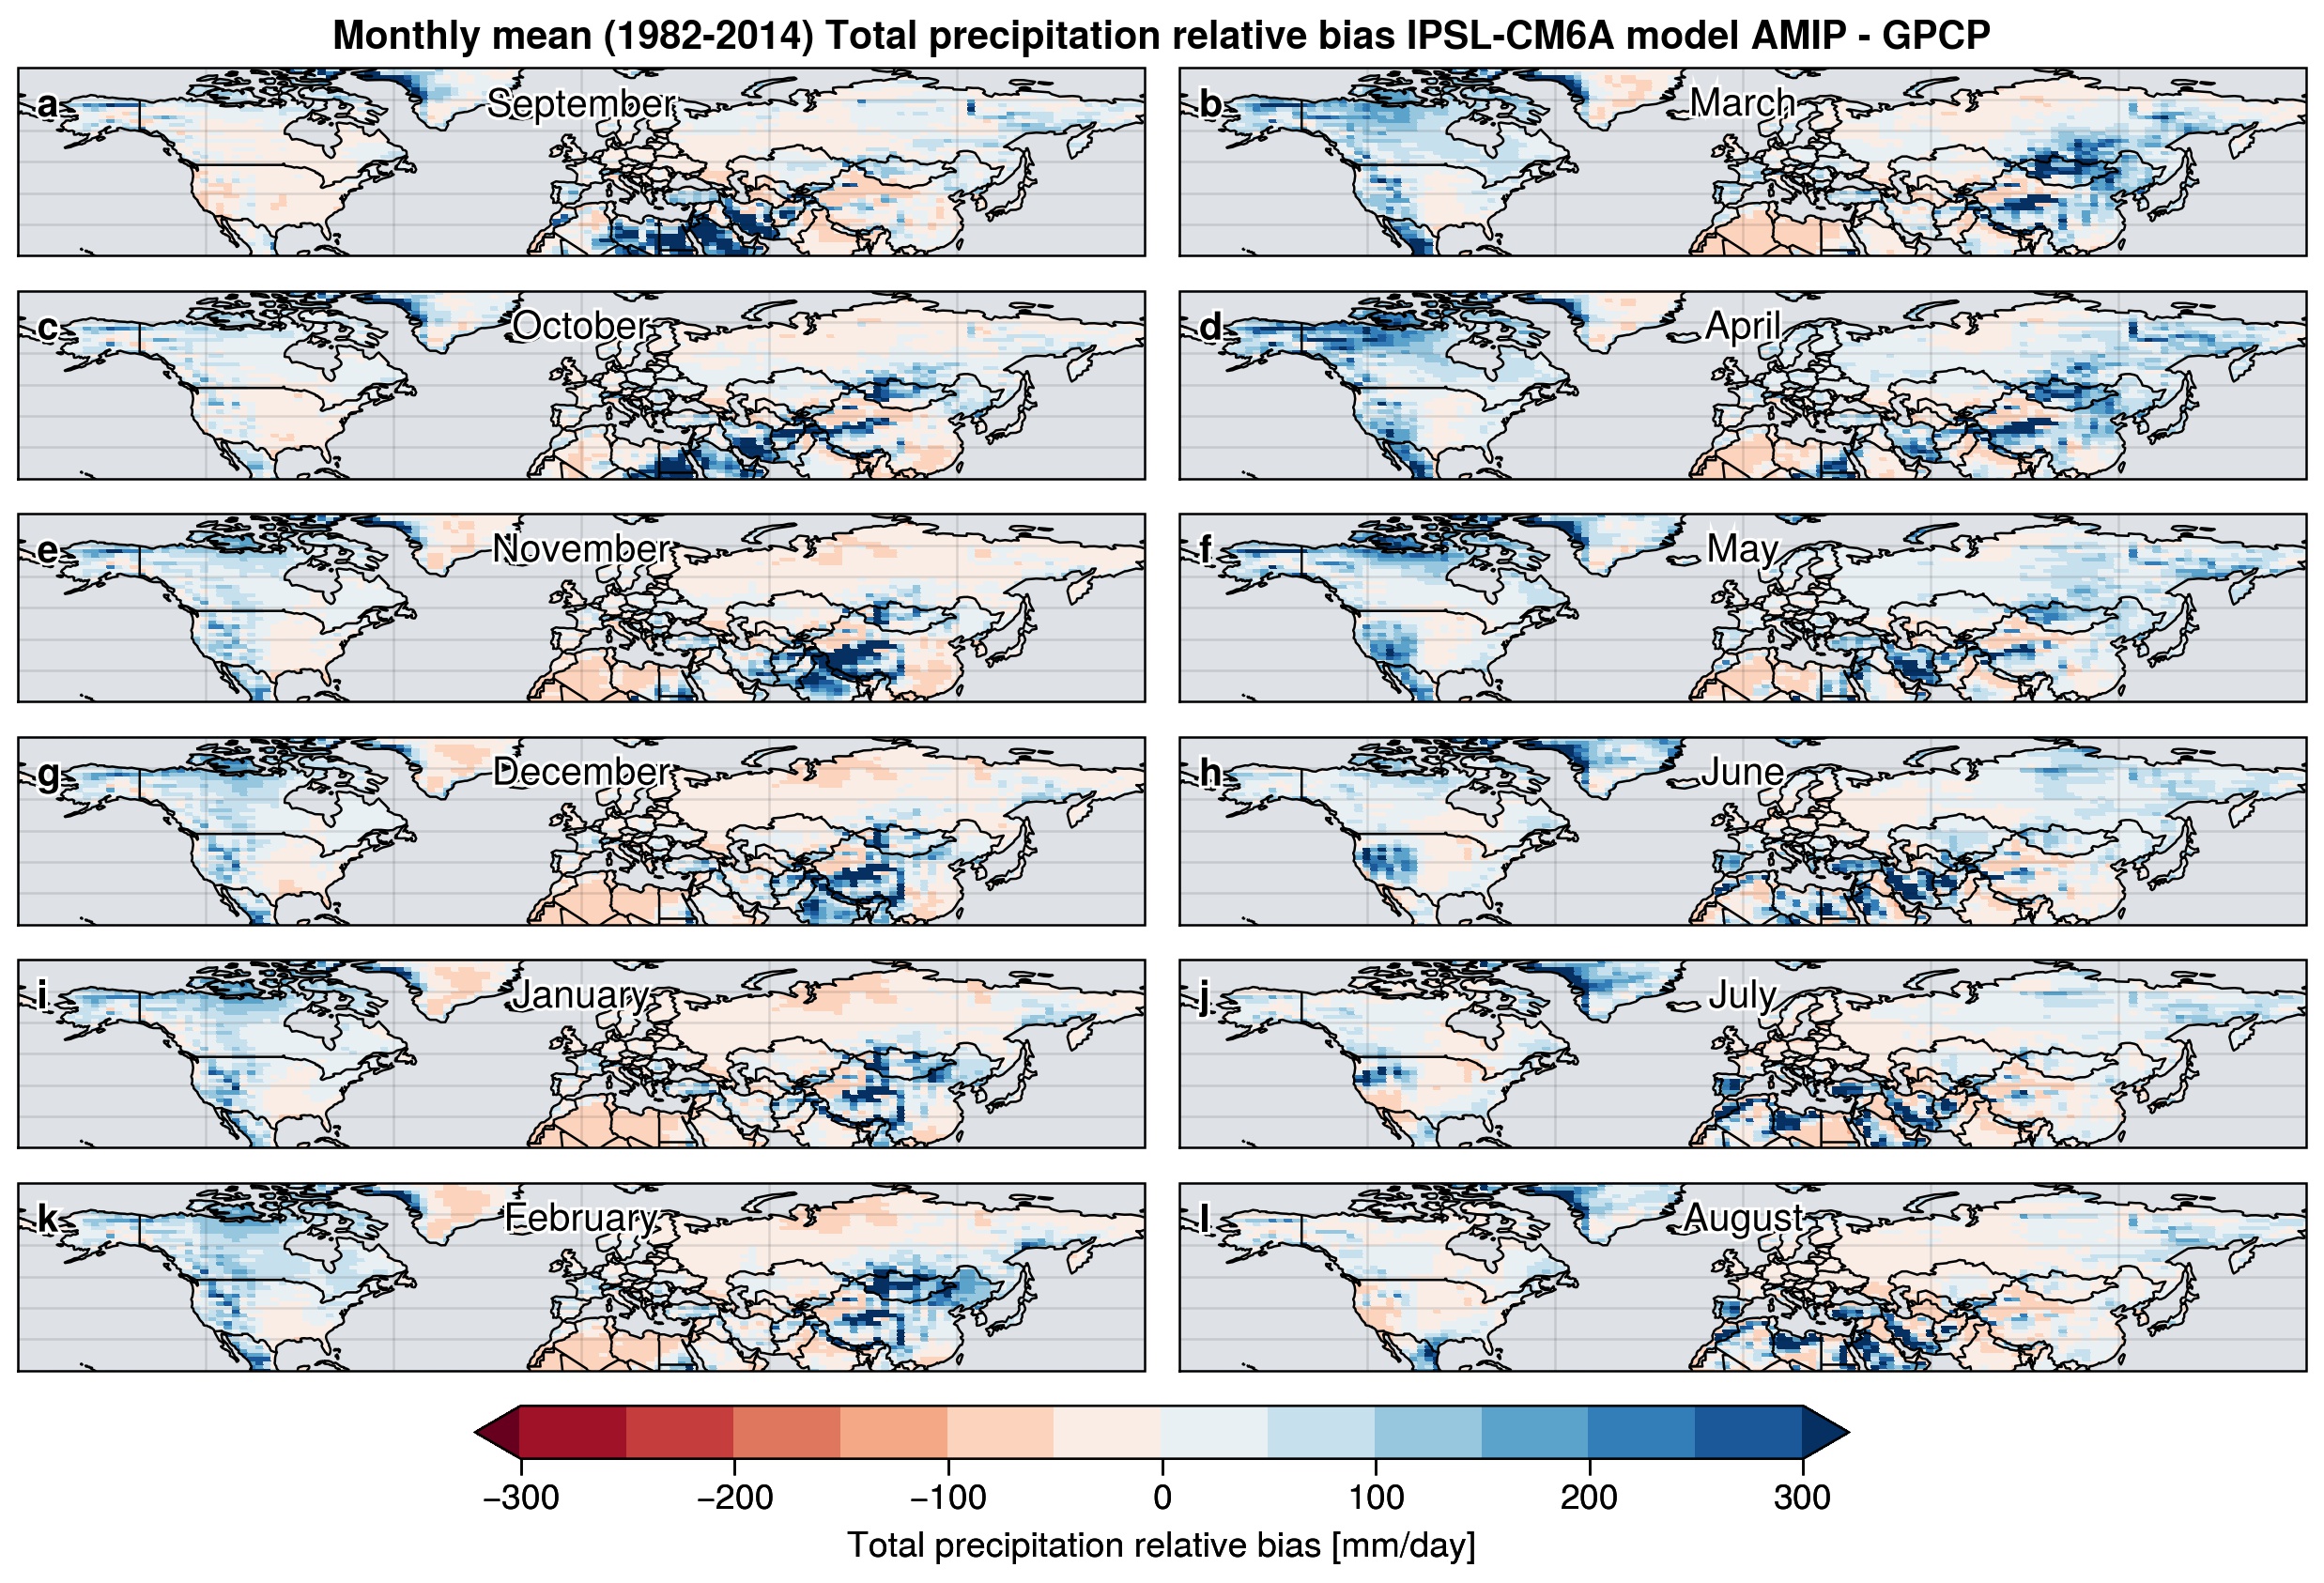 Monthly mean (1982-2014) Total precipitation relative bias IPSL-CM6A model AMIP - GPCP
a September
b March
c October
d April
e November
f May
g December
h June
i January
j July
k February
l August
−300 −200 −100 0 100 200 300
Total precipitation relative bias [mm/day]